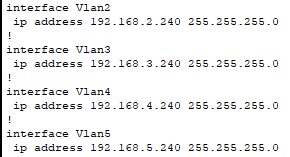 interface Vlan2
 ip address 192.168.2.240 255.255.255.0
!
interface Vlan3
 ip address 192.168.3.240 255.255.255.0
!
interface Vlan4
 ip address 192.168.4.240 255.255.255.0
!
interface Vlan5
 ip address 192.168.5.240 255.255.255.0